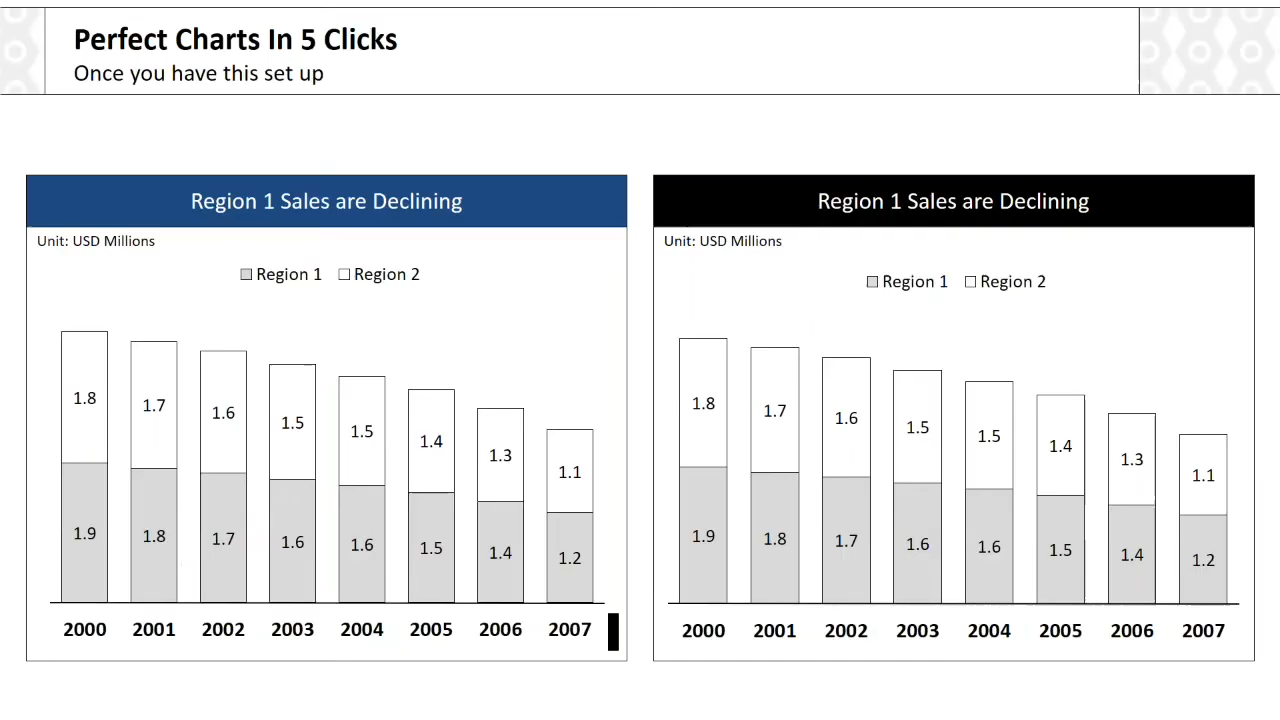 Perfect Charts In 5 Clicks
Once you have this set up
Region 1 Sales are Declining
Unit: USD Millions
Region 1 Region 2
1.8 1.7 1.6 1.5 1.5 1.4 1.3 1.1
1.9 1.8 1.7 1.6 1.6 1.5 1.4 1.2
2000 2001 2002 2003 2004 2005 2006 2007
Region 1 Sales are Declining
Unit: USD Millions
Region 1 Region 2
1.8 1.7 1.6 1.5 1.5 1.4 1.3 1.1
1.9 1.8 1.7 1.6 1.6 1.5 1.4 1.2
2000 2001 2002 2003 2004 2005 2006 2007